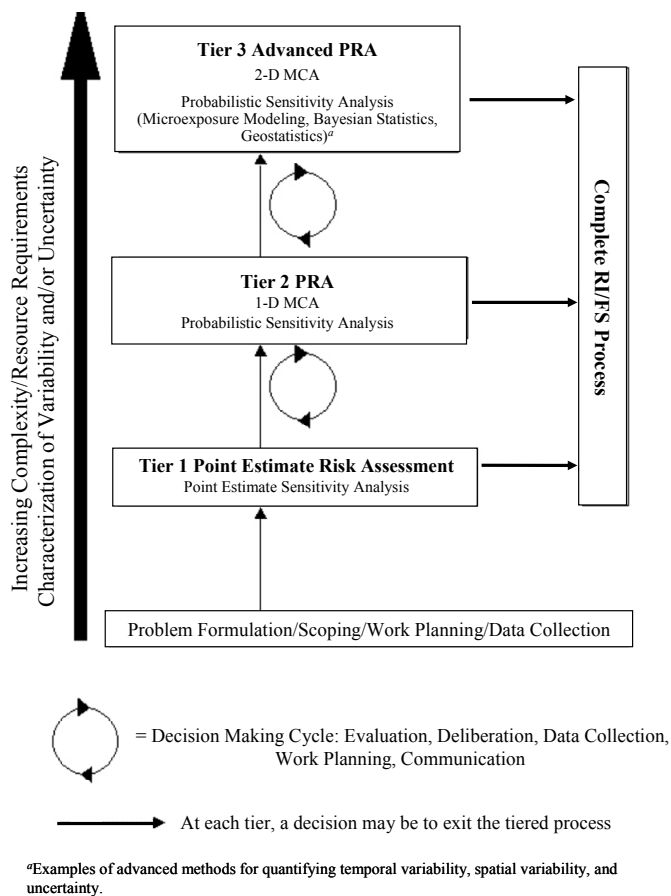 Tier 3 Advanced PRA
2-D MCA
Probabilistic Sensitivity Analysis
(Microexposure Modeling, Bayesian Statistics,
Geostatistics)a
Tier 2 PRA
1-D MCA
Probabilistic Sensitivity Analysis
Tier 1 Point Estimate Risk Assessment
Point Estimate Sensitivity Analysis
Problem Formulation/Scoping/Work Planning/Data Collection
Increasing Complexity/Resource Requirements
Characterization of Variability and/or Uncertainty
Complete RI/FS Process
= Decision Making Cycle: Evaluation, Deliberation, Data Collection,
Work Planning, Communication
At each tier, a decision may be to exit the tiered process
aExamples of advanced methods for quantifying temporal variability, spatial variability, and
uncertainty.